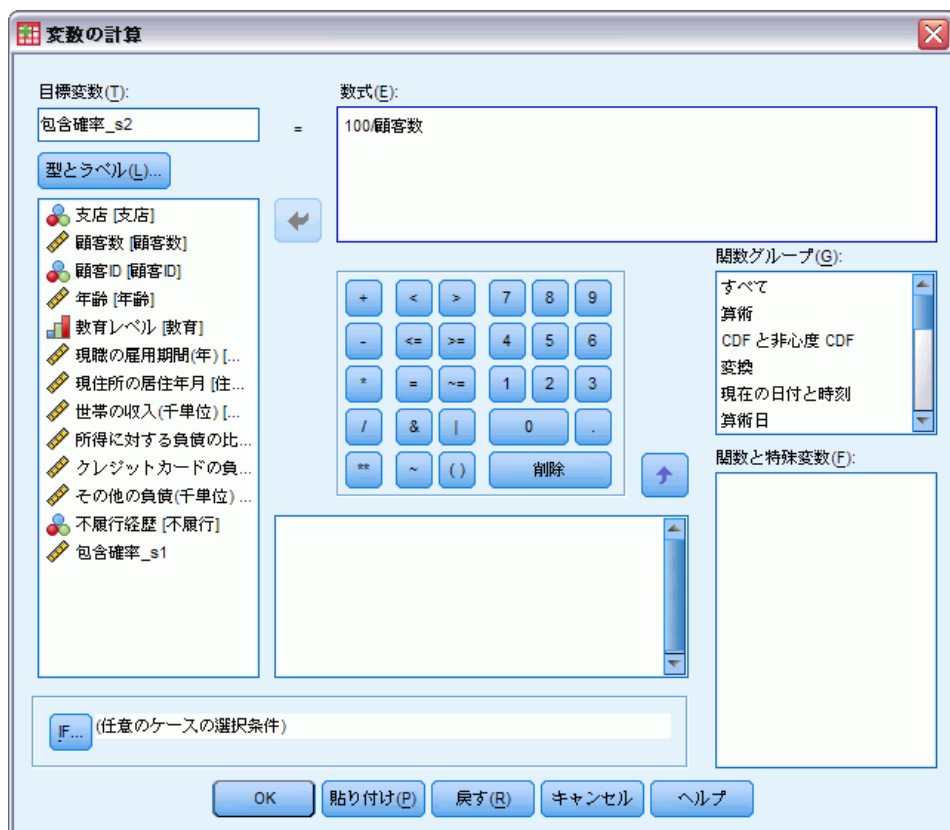 変数の計算
目標変数(T):
包含確率_s2
=
数式(E):
100/顧客数
型とラベル(L)...
支店 [支店]
顧客数 [顧客数]
顧客ID [顧客ID]
年齢 [年齢]
教育レベル [教育]
現職の雇用期間(年) [...
現住所の居住年月 [住...
世帯の収入(千単位) [...
所得に対する負債の比...
クレジットカードの負...
その他の負債(千単位) ...
不履行経歴 [不履行]
包含確率_s1
+ < > 7 8 9
- <= >= 4 5 6
* = ~= 1 2 3
/ & | 0 .
** ~ ( ) 削除
関数グループ(G):
すべて
算術
CDF と非心度 CDF
変換
現在の日付と時刻
算術日
関数と特殊変数(F):
IF... (任意のケースの選択条件)
OK 貼り付け(P) 戻す(R) キャンセル ヘルプ